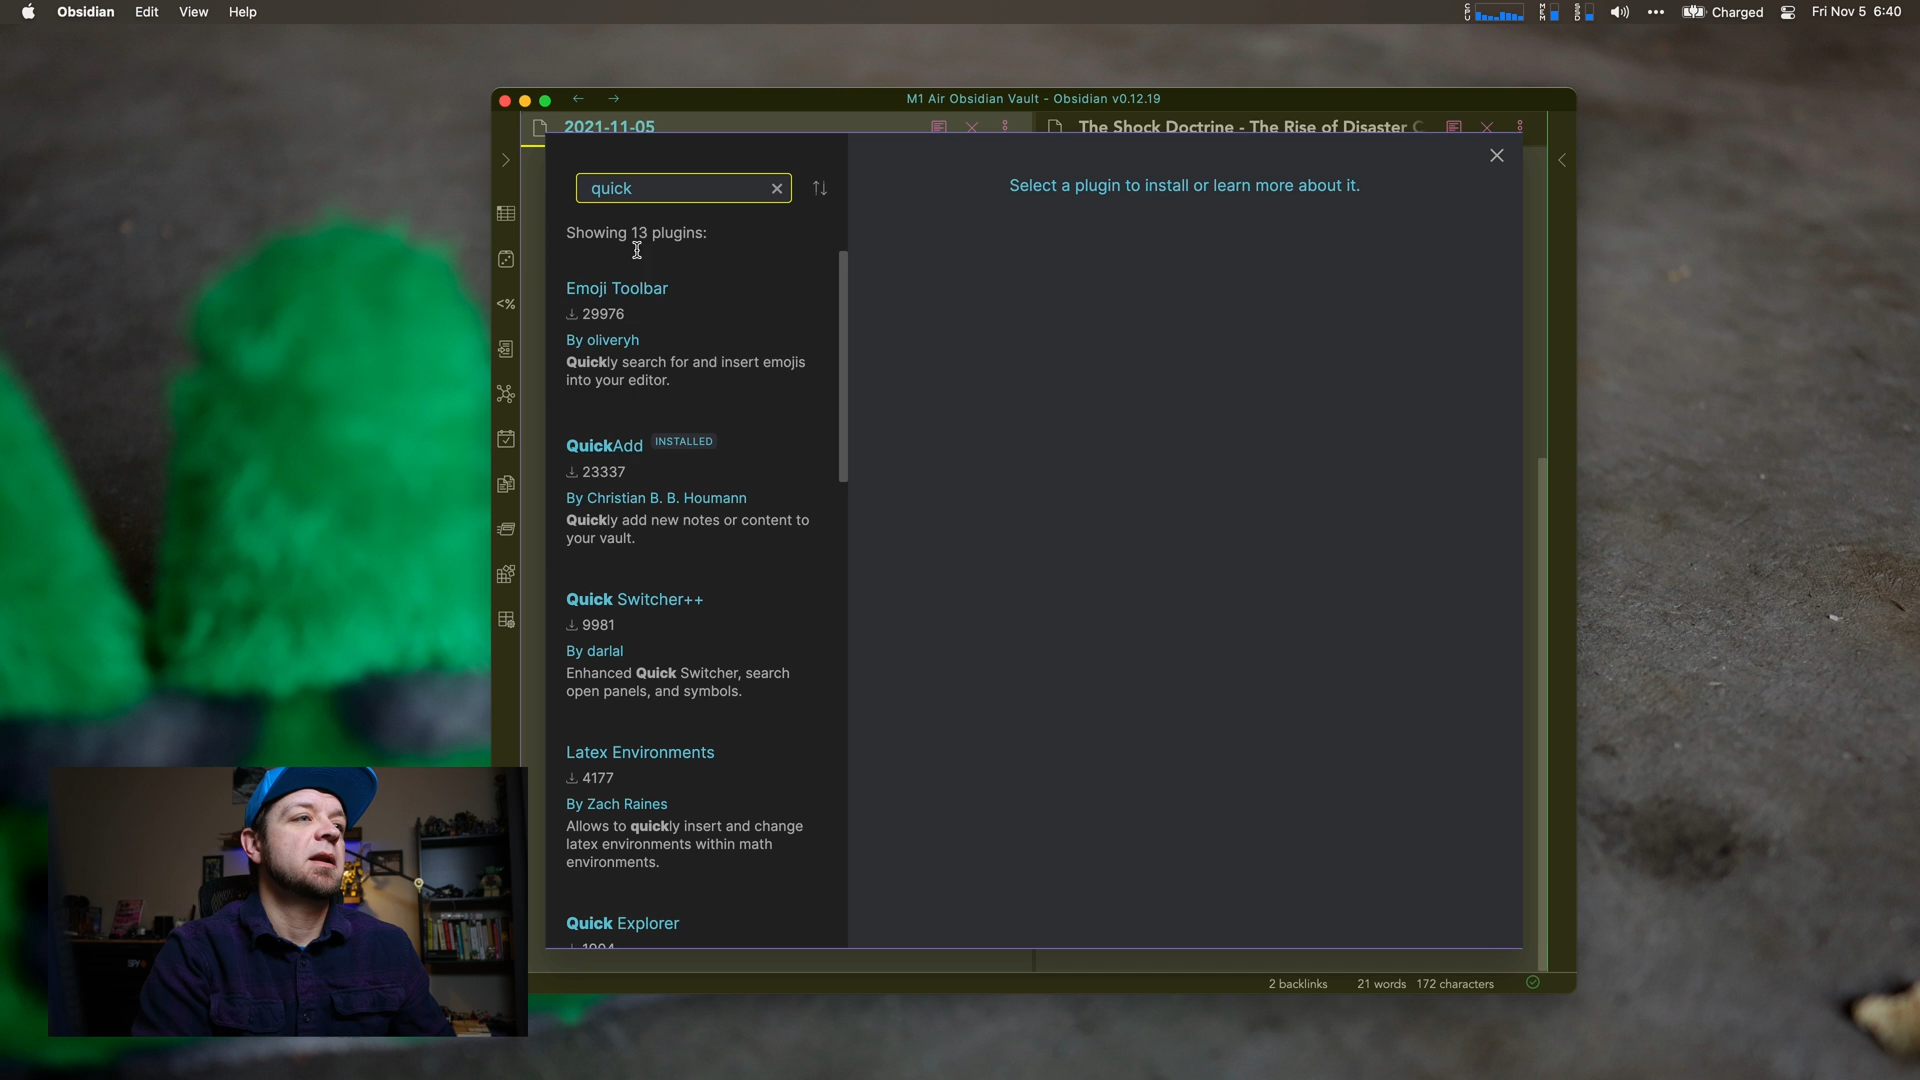 Obsidian Edit View Help
CPU MEM SSD Charged Fri Nov 5 6:40
M1 Air Obsidian Vault - Obsidian v0.12.19
2021-11-05
The Shock Doctrine - The Rise of Disaster C
quick
Showing 13 plugins:
Select a plugin to install or learn more about it.
Emoji Toolbar
29976
By oliveryh
Quickly search for and insert emojis
into your editor.
QuickAdd INSTALLED
23337
By Christian B. B. Houmann
Quickly add new notes or content to
your vault.
Quick Switcher++
9981
By darlal
Enhanced Quick Switcher, search
open panels, and symbols.
Latex Environments
4177
By Zach Raines
Allows to quickly insert and change
latex environments within math
environments.
Quick Explorer
<%
2 backlinks 21 words 172 characters